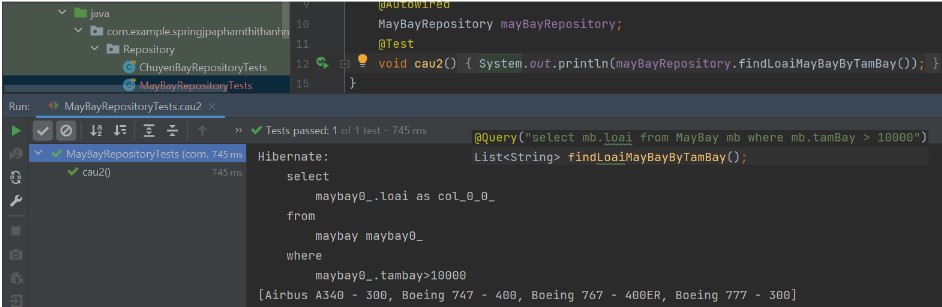 java
com.example.springjpaphamthithanhn
Repository
ChuyenBayRepositoryTests
MayBayRepositoryTests
9 @Autowired
10 MayBayRepository mayBayRepository;
11 @Test
12 void cau2() { System.out.println(mayBayRepository.findLoaiMayBayByTamBay()); }
15 }
Run: MayBayRepositoryTests.cau2 ×
» Tests passed: 1 of 1 test – 745 ms
MayBayRepositoryTests (com. 745 ms
cau2() 745 ms
@Query("select mb.loai from MayBay mb where mb.tamBay > 10000")
List<String> findLoaiMayBayByTamBay();
Hibernate:
select
maybay0_.loai as col_0_0_
from
maybay maybay0_
where
maybay0_.tambay>10000
[Airbus A340 - 300, Boeing 747 - 400, Boeing 767 - 400ER, Boeing 777 - 300]